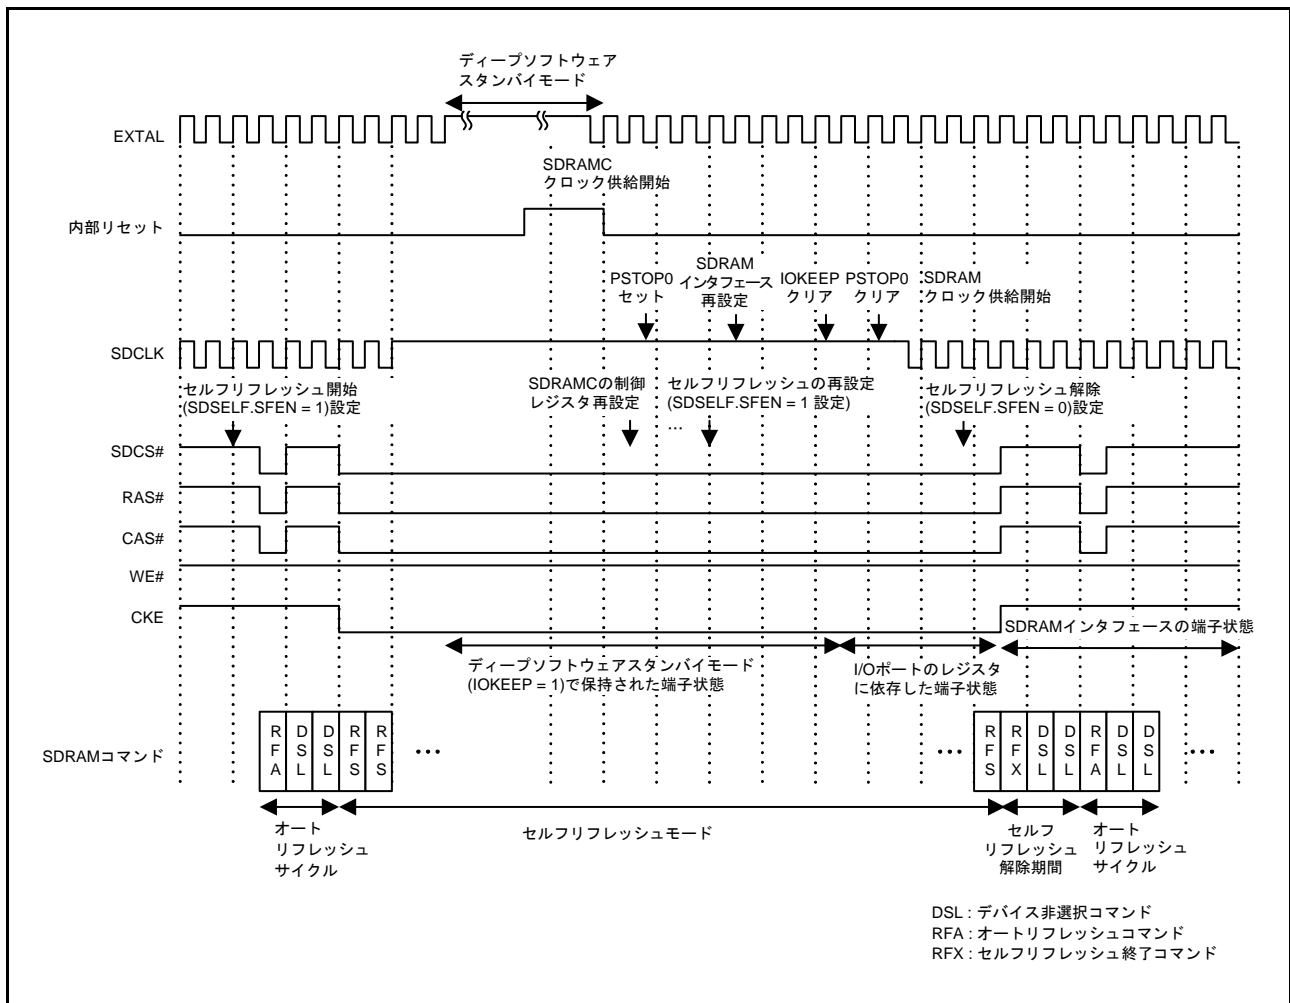 ディープソフトウェア
スタンバイモード
EXTAL
SDRAMC
クロック供給開始
内部リセット
PSTOP0
セット
SDRAM
インタフェース
再設定
IOKEEP
クリア
PSTOP0
クリア
SDRAM
クロック供給開始
SDCLK
セルフリフレッシュ開始
(SDSELF.SFEN = 1)設定
SDRAMCの制御
レジスタ再設定
セルフリフレッシュの再設定
(SDSELF.SFEN = 1 設定)
...
セルフリフレッシュ解除
(SDSELF.SFEN = 0)設定
SDCS#
RAS#
CAS#
WE#
CKE
SDRAMインタフェースの端子状態
ディープソフトウェアスタンバイモード
(IOKEEP = 1)で保持された端子状態
I/Oポートのレジスタ
に依存した端子状態
SDRAMコマンド
RFA
DSL
DSL
RFS
RFS
...
...
RFS
RFX
DSL
DSL
RFA
DSL
DSL
...
オート
リフレッシュ
サイクル
セルフリフレッシュモード
セルフ
リフレッシュ
解除期間
オート
リフレッシュ
サイクル
DSL : デバイス非選択コマンド
RFA : オートリフレッシュコマンド
RFX : セルフリフレッシュ終了コマンド